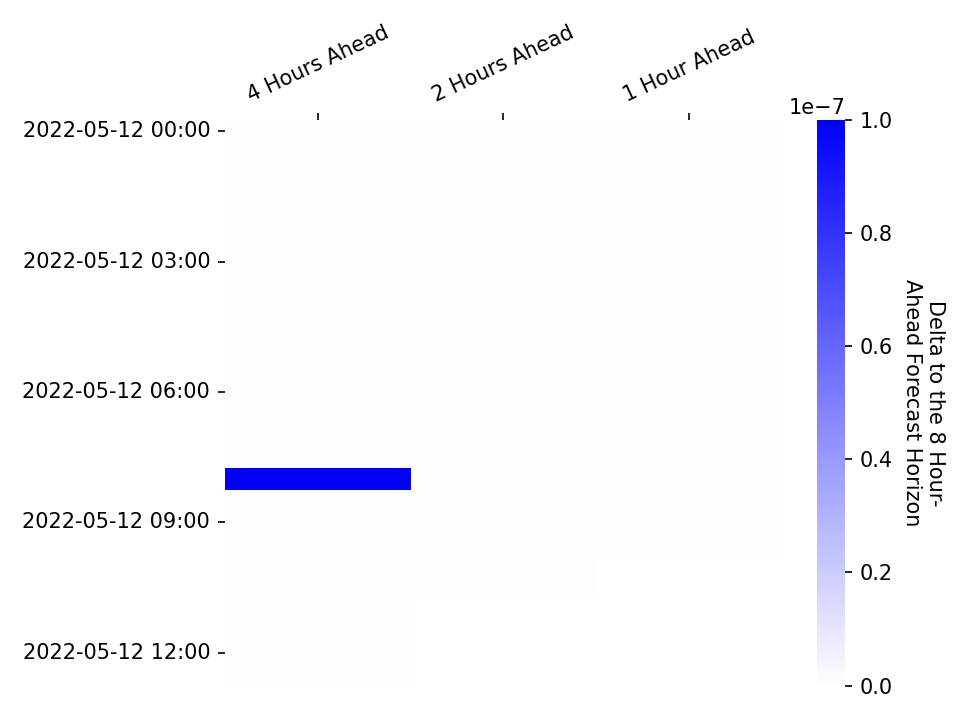 4 Hours Ahead
2 Hours Ahead
1 Hour Ahead
1e−7
2022-05-12 00:00
2022-05-12 03:00
2022-05-12 06:00
2022-05-12 09:00
2022-05-12 12:00
1.0
0.8
0.6
0.4
0.2
0.0
Delta to the 8 Hour-
Ahead Forecast Horizon